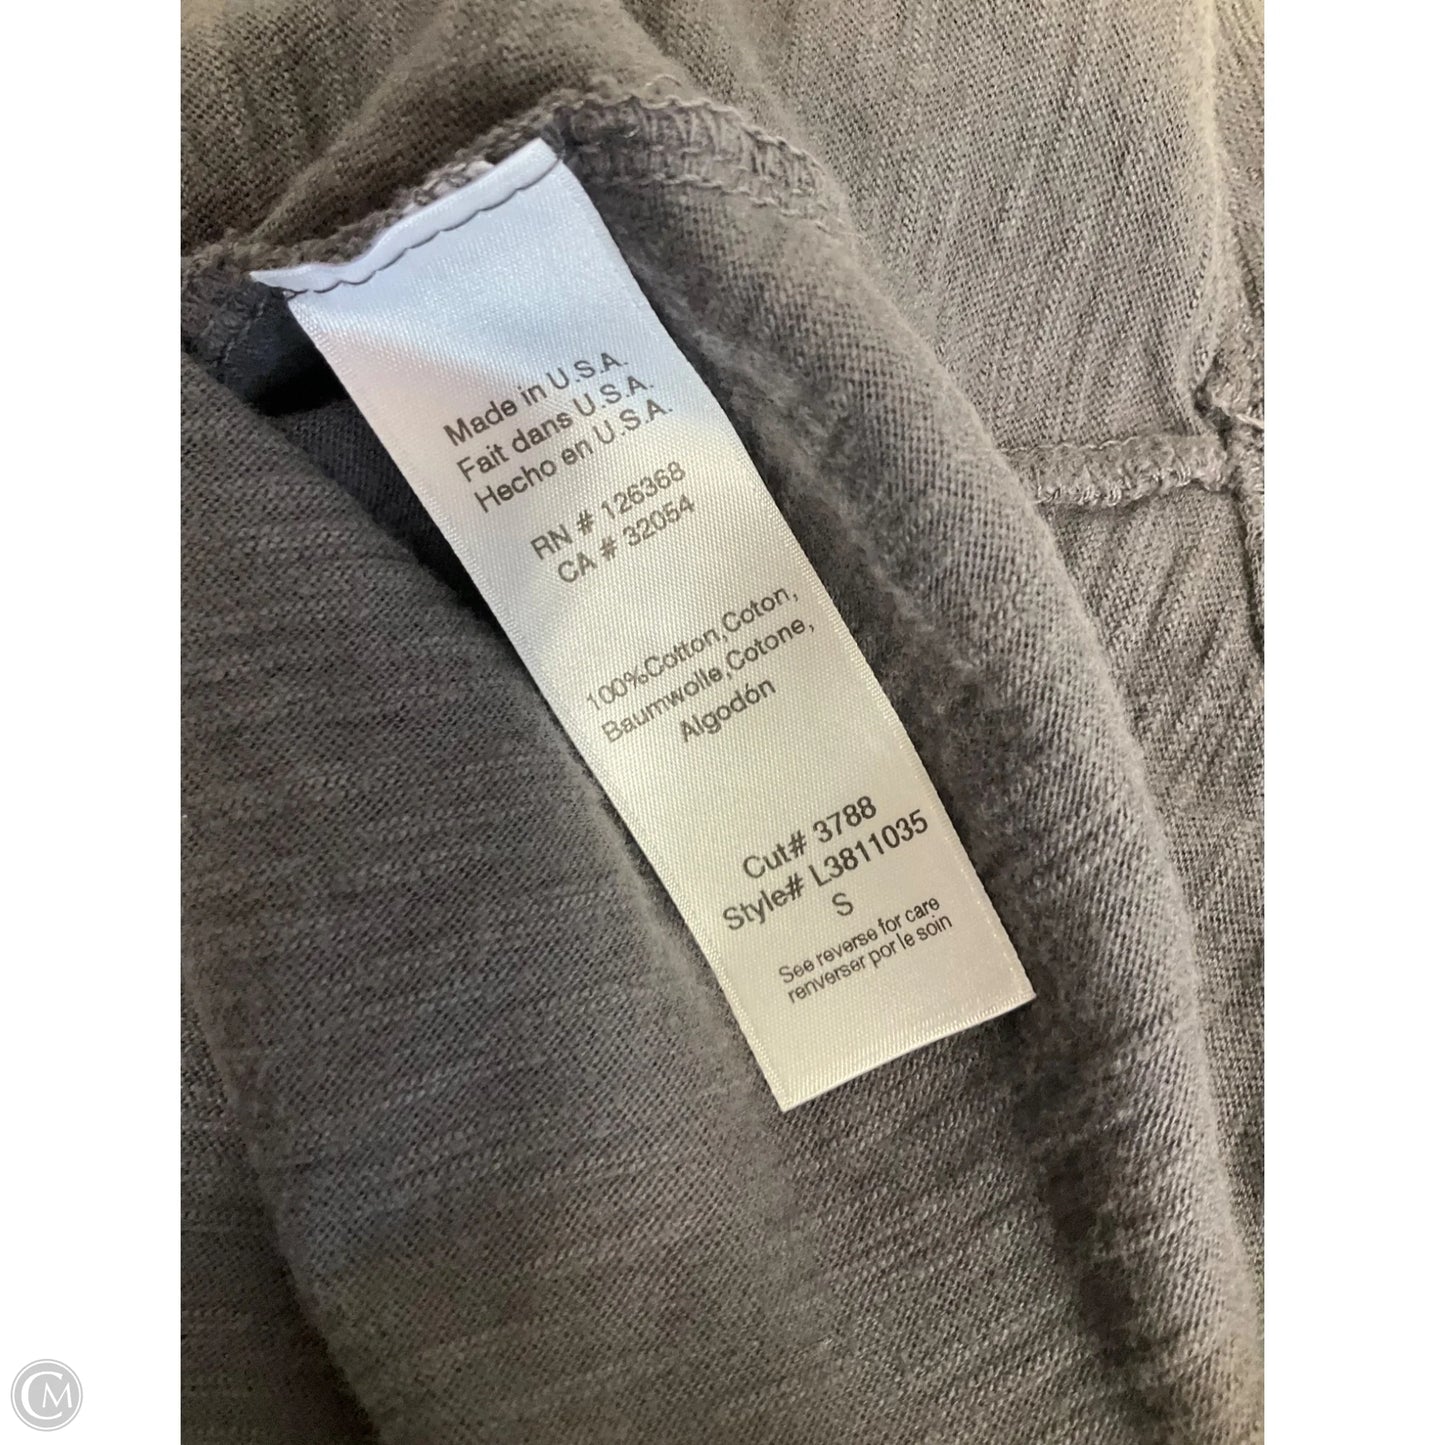 Made in U.S.A.
Fait dans U.S.A.
Hecho en U.S.A.
RN # 126368
CA # 32054
100%Cotton,Coton,
Baumwolle,Cotone,
Algodón
Cut# 3788
Style# L3811035
S
See reverse for care
renverser por le soin
CM